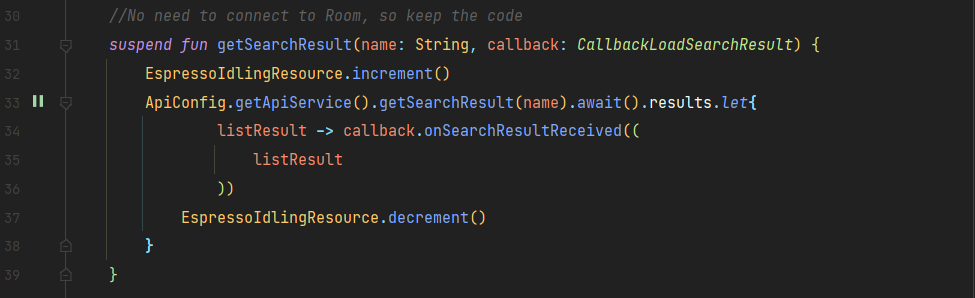 30 //No need to connect to Room, so keep the code
31 suspend fun getSearchResult(name: String, callback: CallbackLoadSearchResult) {
32 EspressoIdlingResource.increment()
33 ApiConfig.getApiService().getSearchResult(name).await().results.let{
34 listResult -> callback.onSearchResultReceived((
35 listResult
36 ))
37 EspressoIdlingResource.decrement()
38 }
39 }